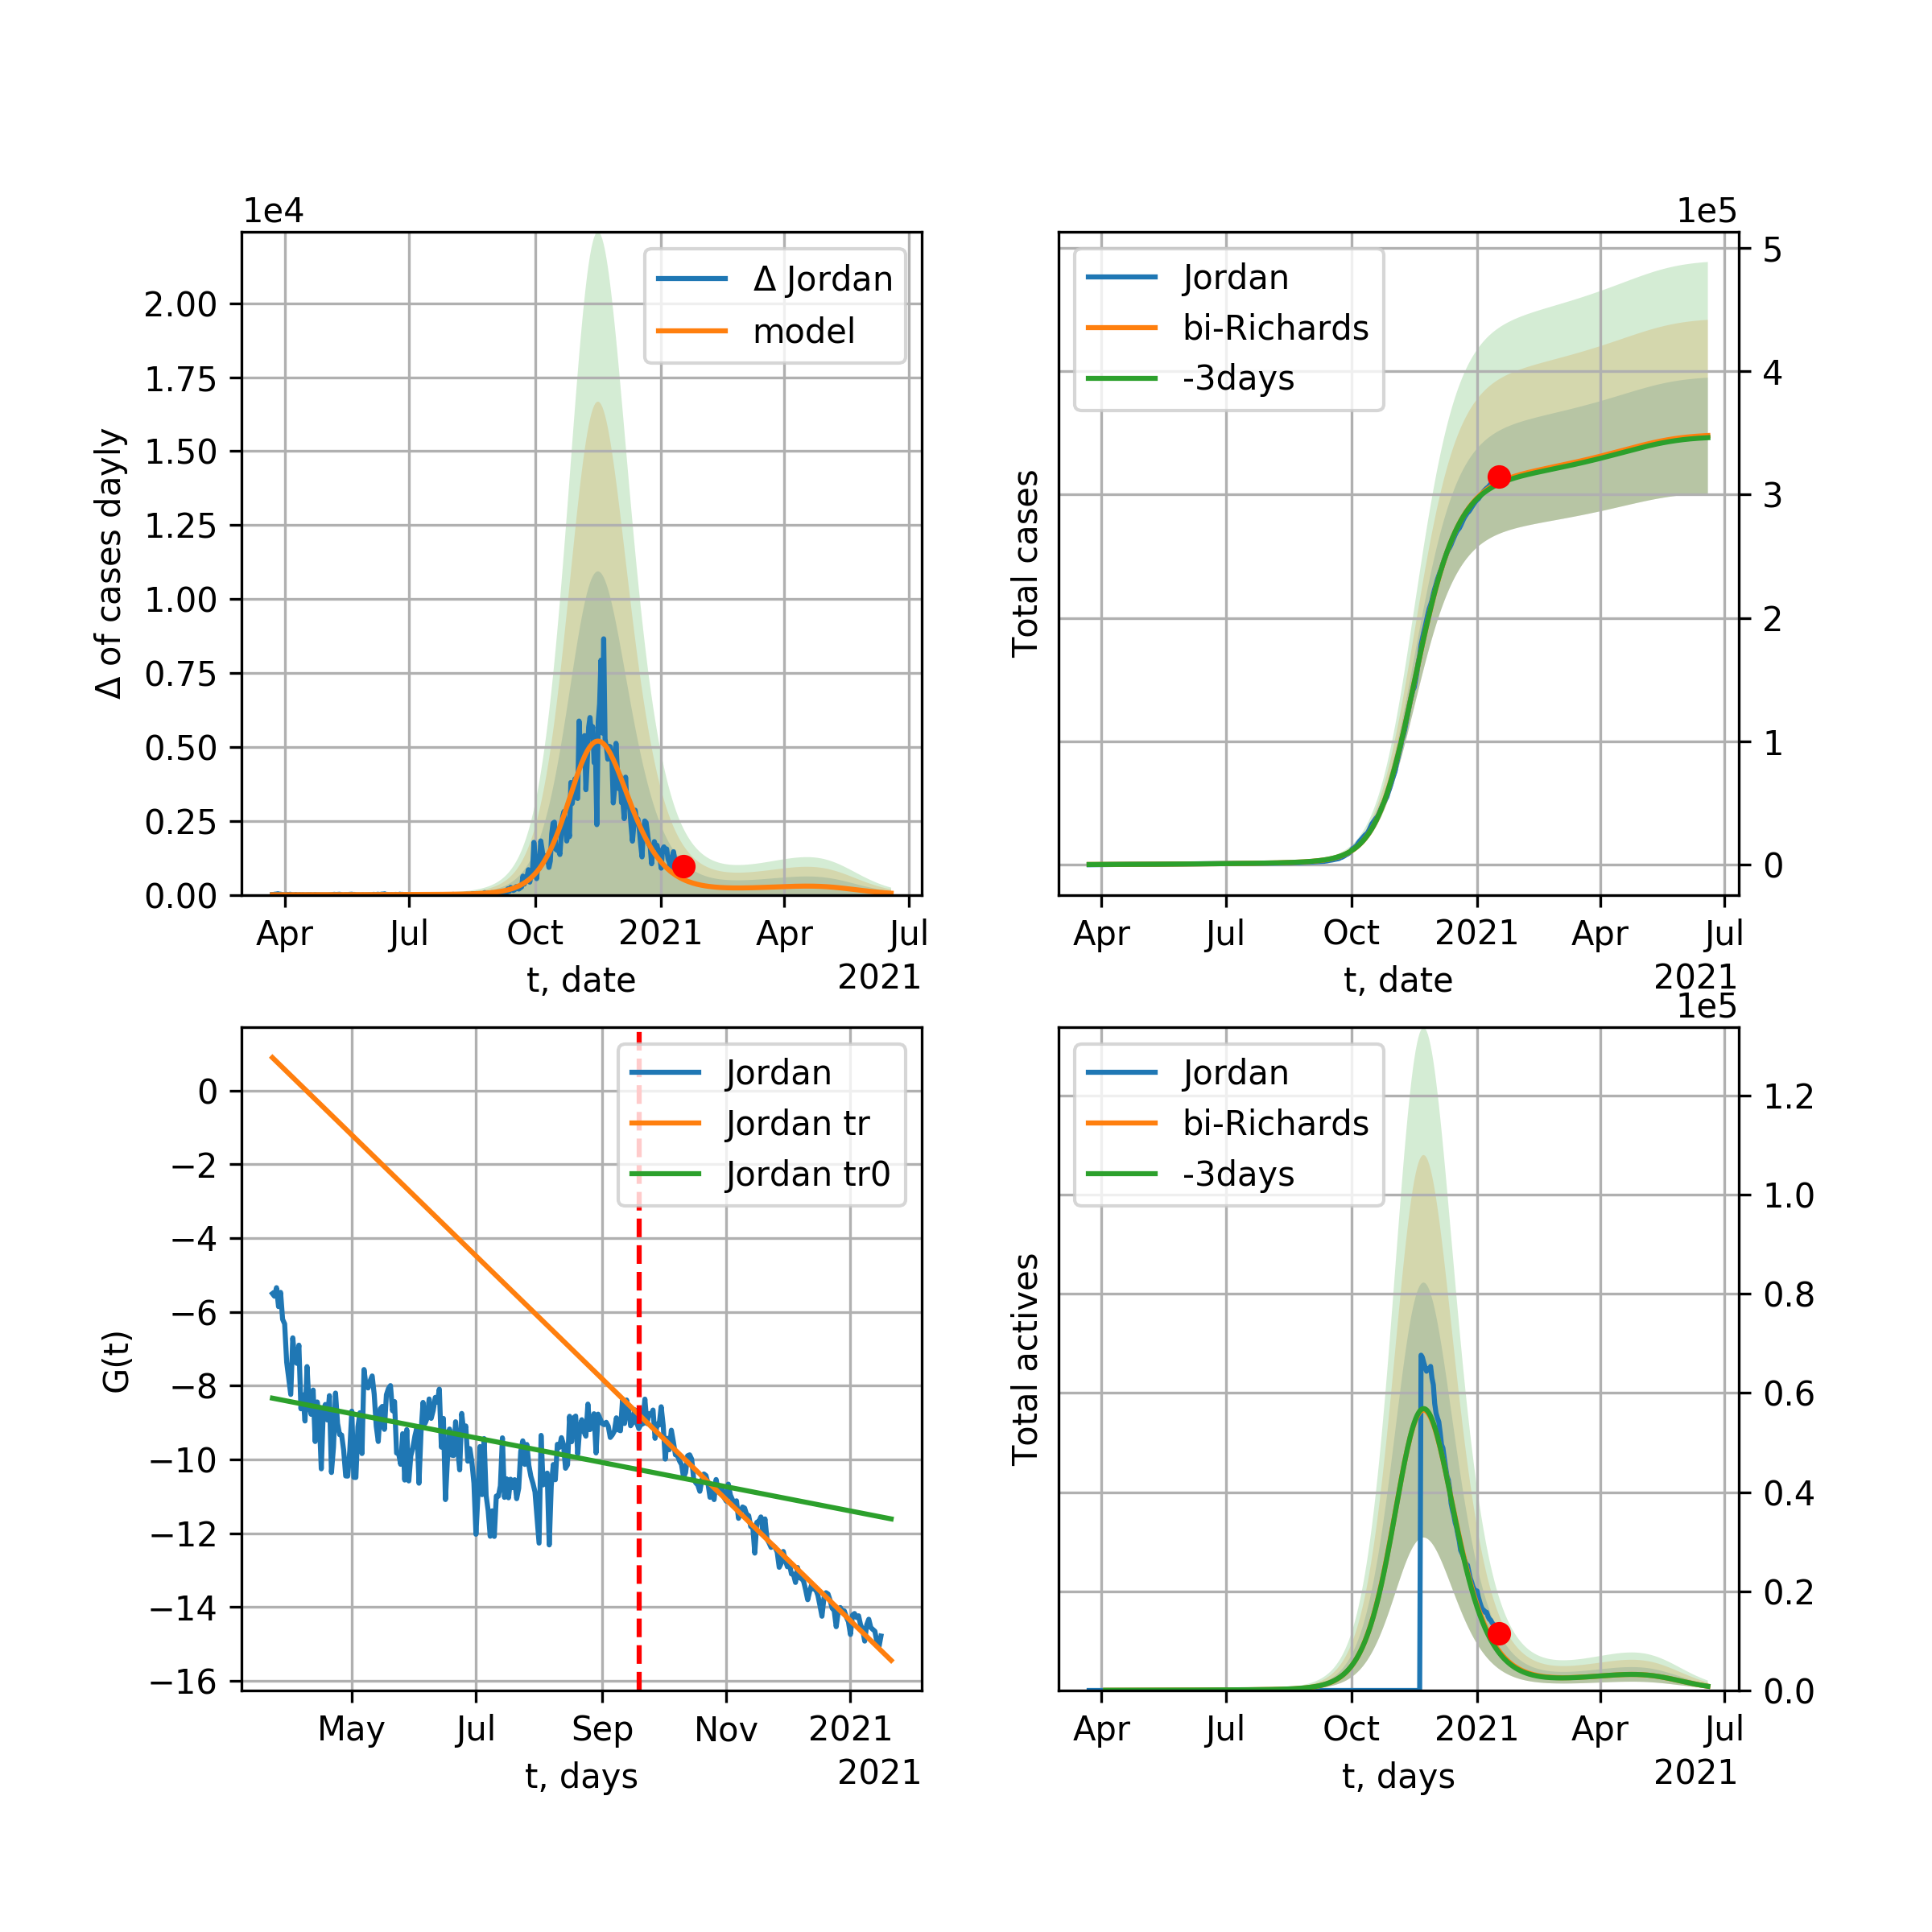 1e4
Δ of cases dayly
2.00
1.75
1.50
1.25
1.00
0.75
0.50
0.25
0.00
Δ Jordan
model
Apr Jul Oct 2021 Apr Jul
t, date
2021
1e5
Total cases
Jordan
bi-Richards
-3days
5
4
3
2
1
0
Apr Jul Oct 2021 Apr Jul
t, date
2021
G(t)
0
−2
−4
−6
−8
−10
−12
−14
−16
Jordan
Jordan tr
Jordan tr0
May Jul Sep Nov 2021
t, days
2021
1e5
Total actives
Jordan
bi-Richards
-3days
1.2
1.0
0.8
0.6
0.4
0.2
0.0
Apr Jul Oct 2021 Apr Jul
t, days
2021